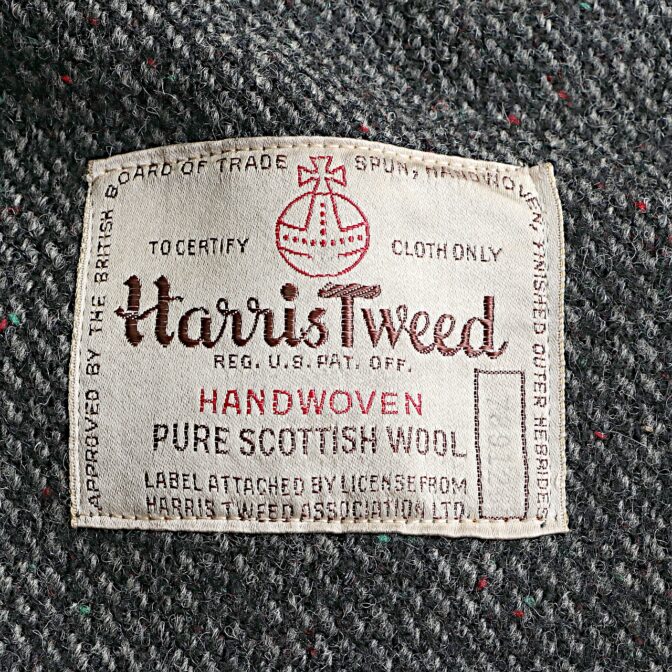 APPROVED BY THE BRITISH BOARD OF TRADE
SPUN, HANDWOVEN, FINISHED OUTER HEBRIDES
TO CERTIFY CLOTH ONLY
Harris Tweed
REG. U.S. PAT. OFF.
HANDWOVEN
PURE SCOTTISH WOOL
LABEL ATTACHED BY LICENSE FROM
HARRIS TWEED ASSOCIATION LTD.